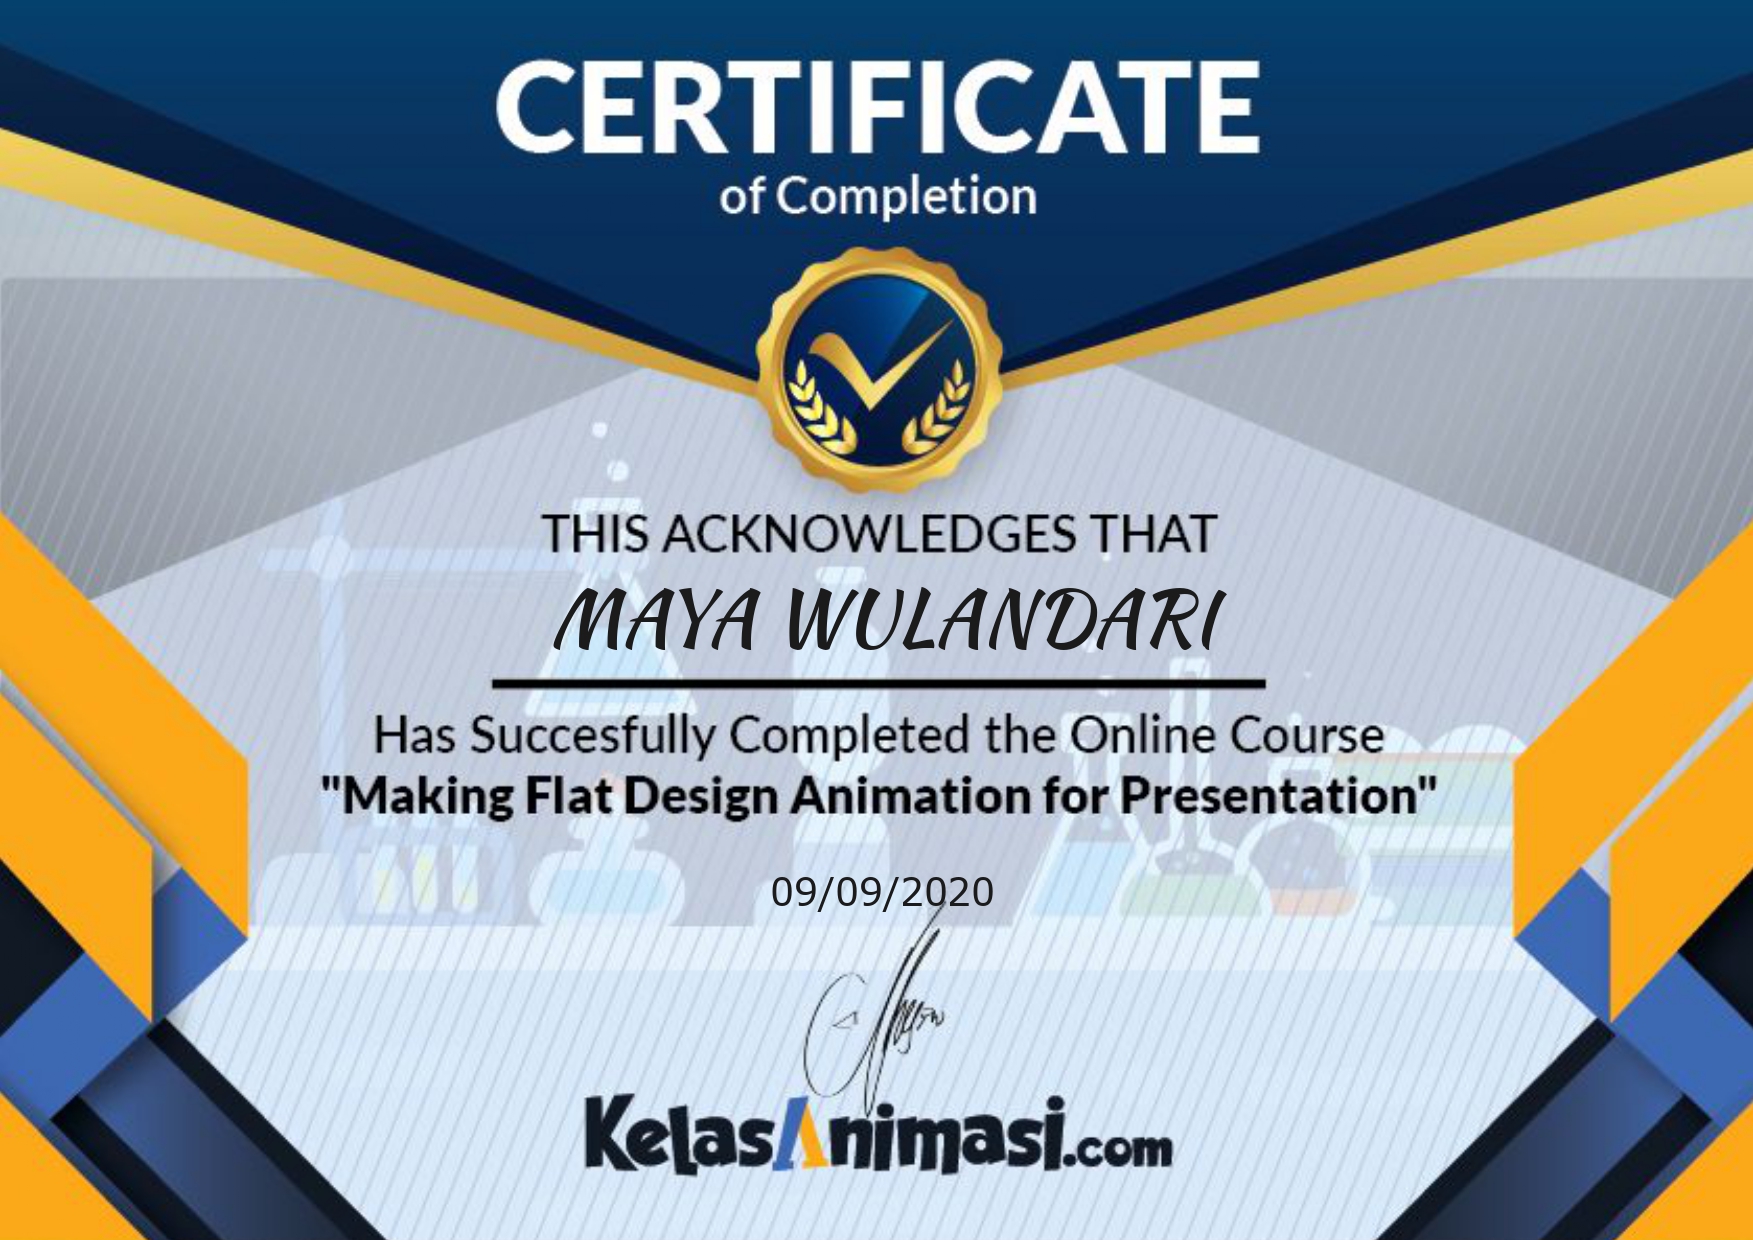 CERTIFICATE
of Completion
THIS ACKNOWLEDGES THAT
MAYA WULANDARI
Has Succesfully Completed the Online Course
"Making Flat Design Animation for Presentation"
09/09/2020
KelasAnimasi.com